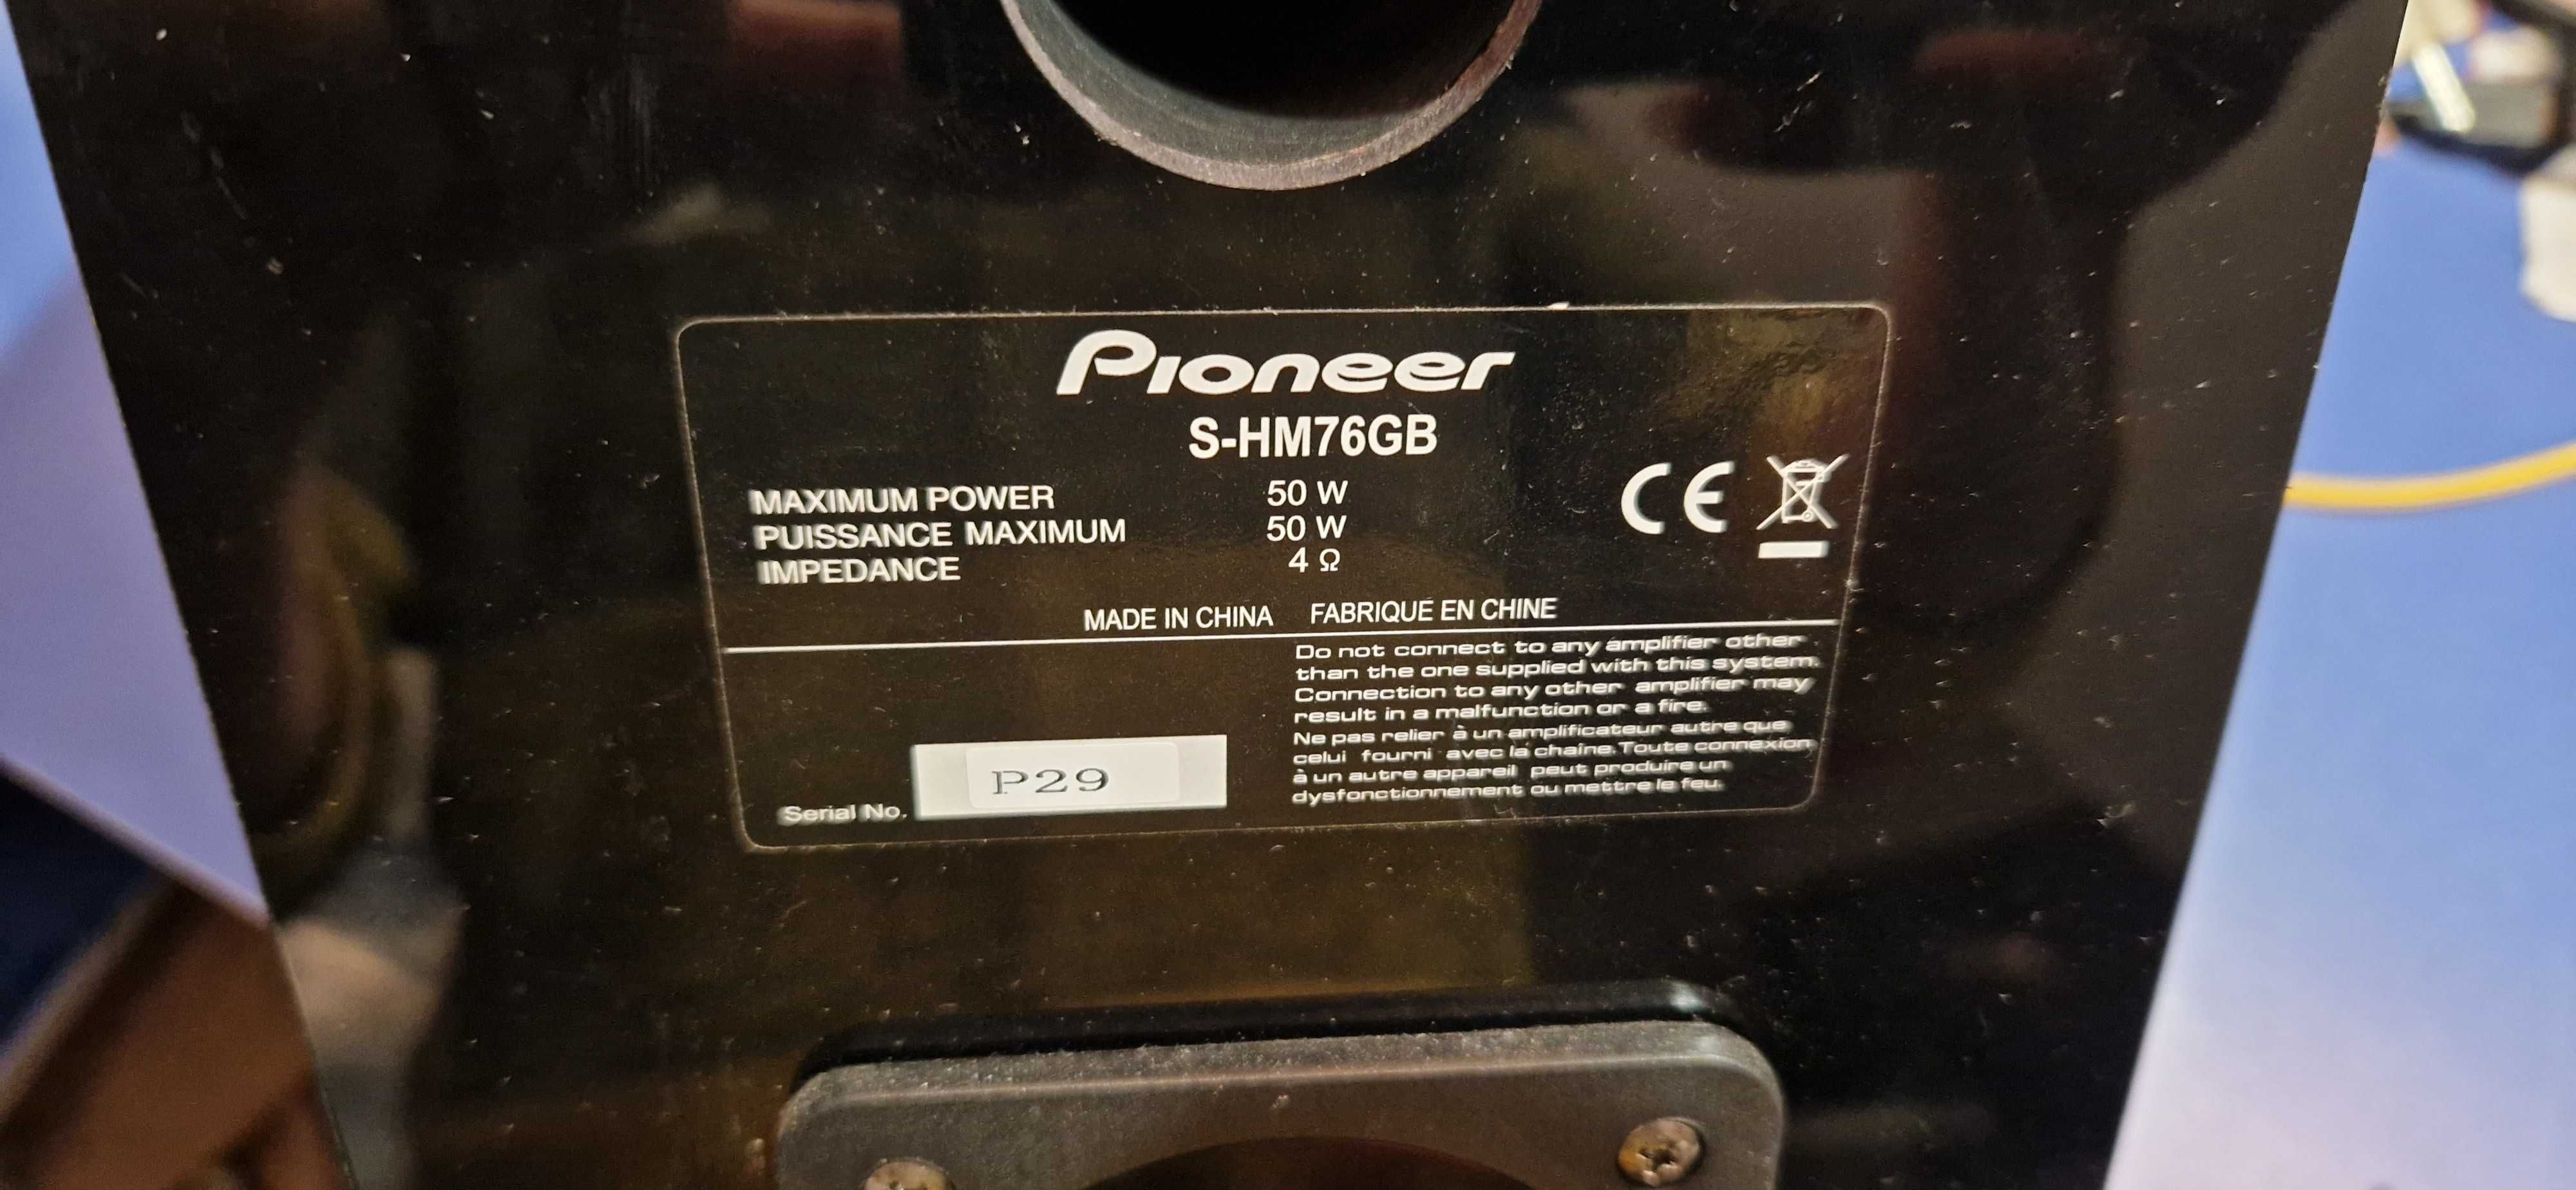 Pioneer
S-HM76GB
MAXIMUM POWER 50 W
PUISSANCE MAXIMUM 50 W
IMPEDANCE 4 Ω
CE
MADE IN CHINA FABRIQUÉ EN CHINE
Do not connect to any amplifier other
than the one supplied with this system.
Connection to any other amplifier may
result in a malfunction or a fire.
Ne pas relier à un amplificateur autre que
celui fourni avec la chaîne. Toute connexion
à un autre appareil peut produire un
dysfonctionnement ou mettre le feu.
Serial No. P29